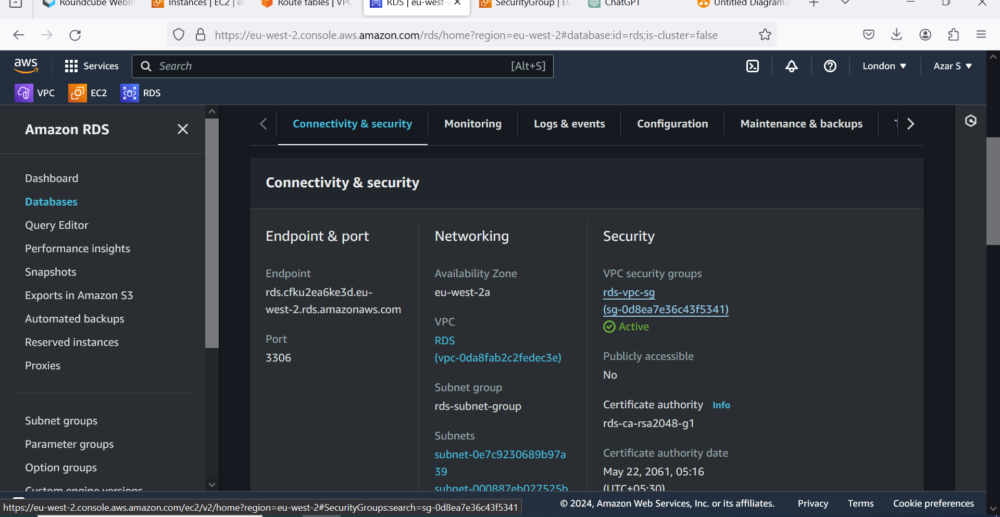 Roundcube Webm
Instances | EC2 | eu
Route tables | VPC
RDS | eu-west-2
SecurityGroup | EC
ChatGPT
Untitled Diagram.
https://eu-west-2.console.aws.amazon.com/rds/home?region=eu-west-2#database:id=rds;is-cluster=false
aws
Services
Search
[Alt+S]
London
Azar S
VPC
EC2
RDS
Amazon RDS
Dashboard
Databases
Query Editor
Performance insights
Snapshots
Exports in Amazon S3
Automated backups
Reserved instances
Proxies
Subnet groups
Parameter groups
Option groups
Custom engine versions
Connectivity & security
Monitoring
Logs & events
Configuration
Maintenance & backups
Connectivity & security
Endpoint & port
Endpoint
rds.cfku2ea6ke3d.eu-
west-2.rds.amazonaws.com
Port
3306
Networking
Availability Zone
eu-west-2a
VPC
RDS
(vpc-0da8fab2c2fedec3e)
Subnet group
rds-subnet-group
Subnets
subnet-0e7c9230689b97a
39
subnet-000887eb027525b
Security
VPC security groups
rds-vpc-sg
(sg-0d8ea7e36c43f5341)
Active
Publicly accessible
No
Certificate authority Info
rds-ca-rsa2048-g1
Certificate authority date
May 22, 2061, 05:16
(UTC+05:30)
https://eu-west-2.console.aws.amazon.com/ec2/v2/home?region=eu-west-2#SecurityGroups:search=sg-0d8ea7e36c43f5341
© 2024, Amazon Web Services, Inc. or its affiliates.
Privacy
Terms
Cookie preferences